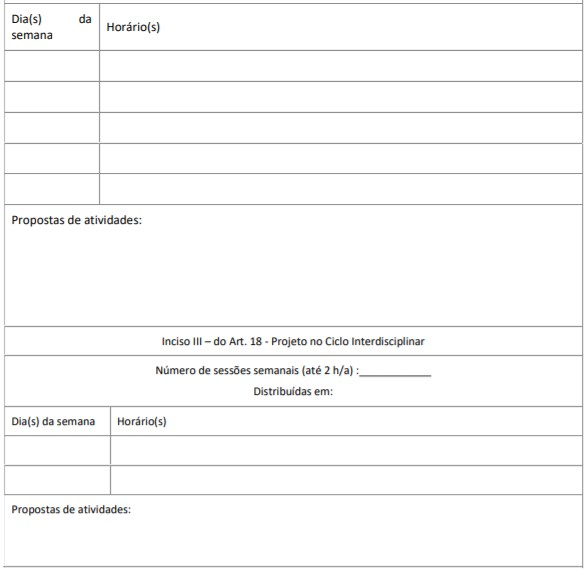 Dia(s) da
semana
Horário(s)
Propostas de atividades:
Inciso III – do Art. 18 - Projeto no Ciclo Interdisciplinar
Número de sessões semanais (até 2 h/a) :_____________
Distribuídas em:
Dia(s) da semana Horário(s)
Propostas de atividades: